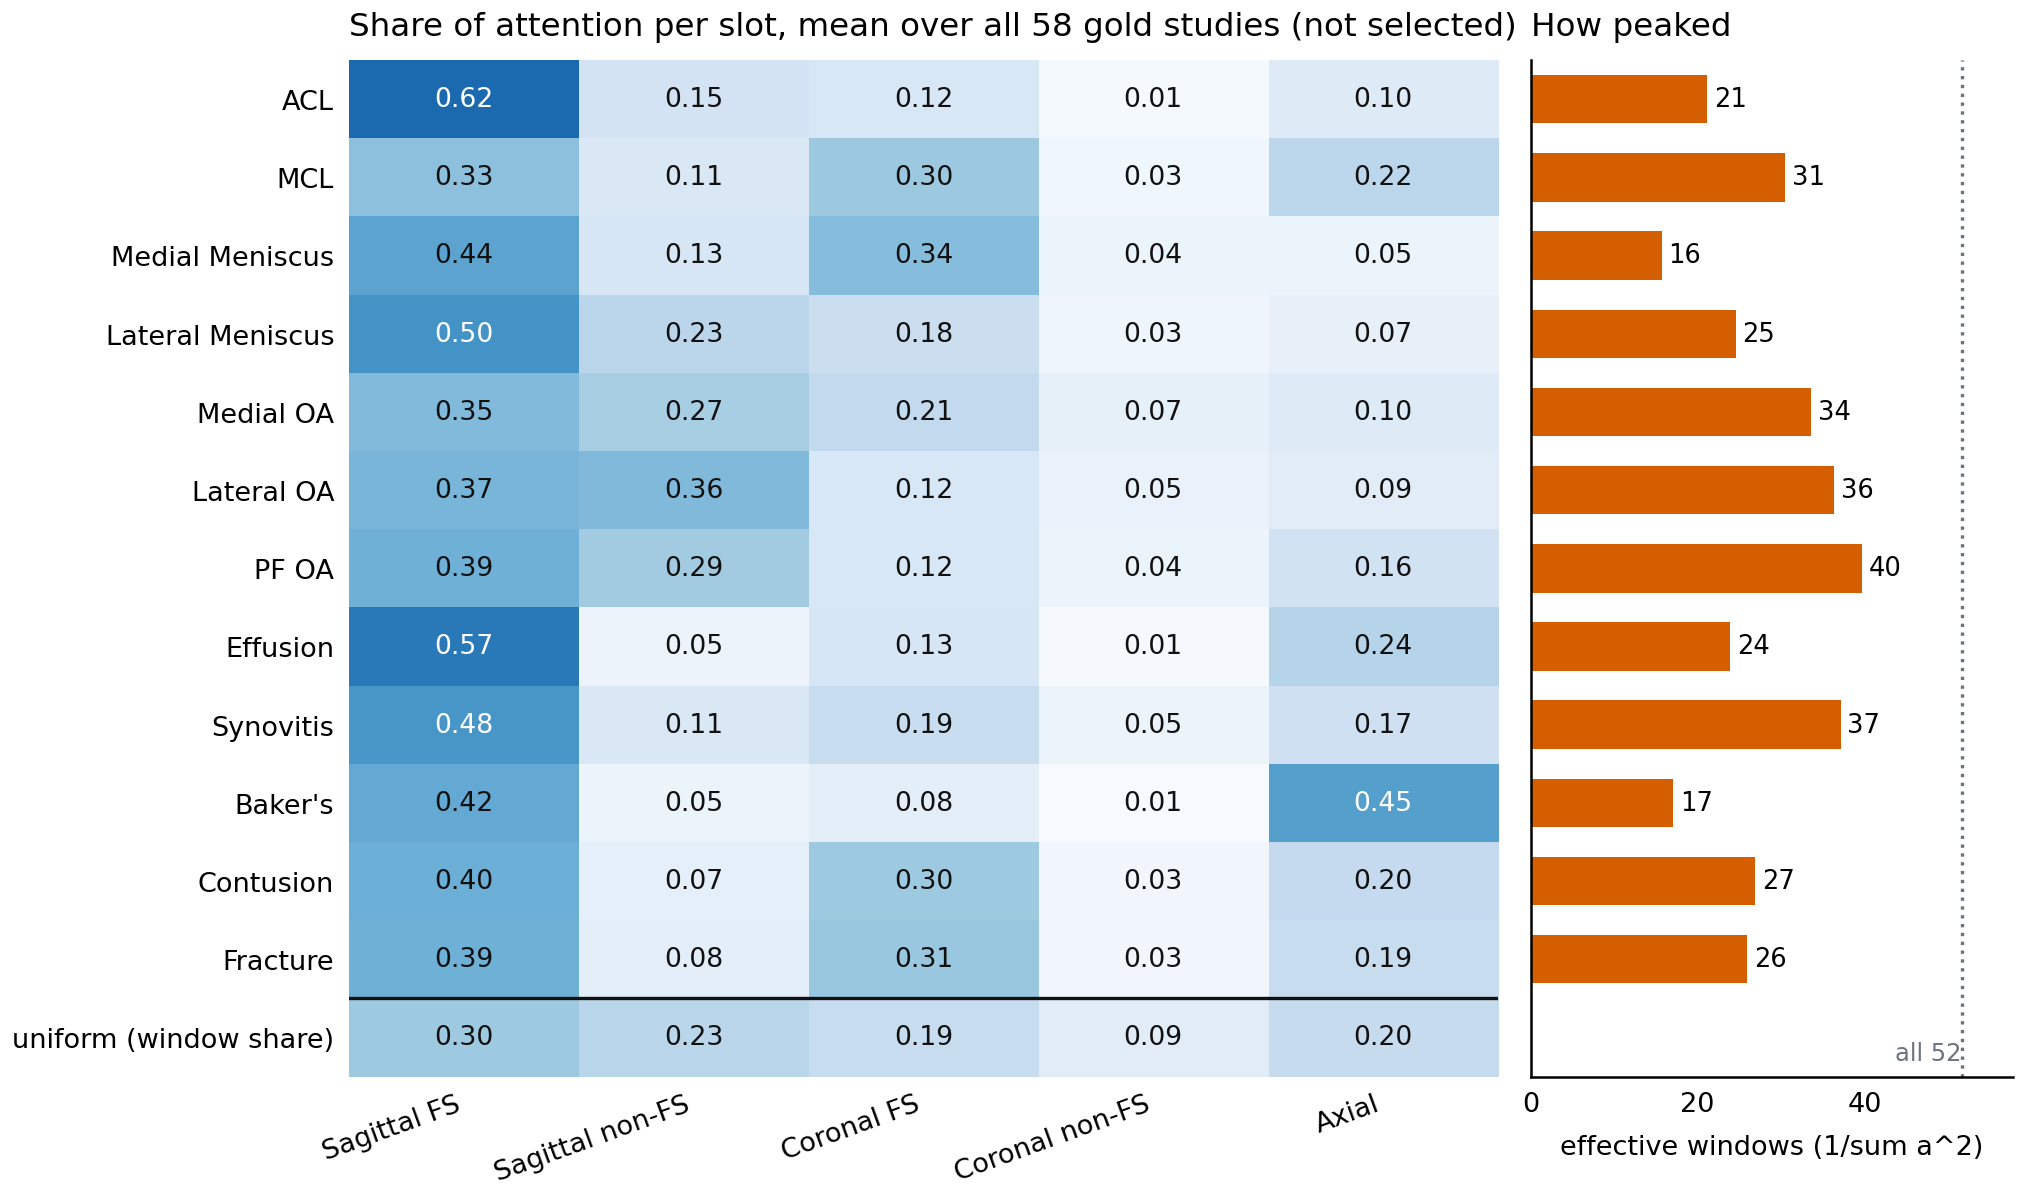 Share of attention per slot, mean over all 58 gold studies (not selected) How peaked
ACL 0.62 0.15 0.12 0.01 0.10 21
MCL 0.33 0.11 0.30 0.03 0.22 31
Medial Meniscus 0.44 0.13 0.34 0.04 0.05 16
Lateral Meniscus 0.50 0.23 0.18 0.03 0.07 25
Medial OA 0.35 0.27 0.21 0.07 0.10 34
Lateral OA 0.37 0.36 0.12 0.05 0.09 36
PF OA 0.39 0.29 0.12 0.04 0.16 40
Effusion 0.57 0.05 0.13 0.01 0.24 24
Synovitis 0.48 0.11 0.19 0.05 0.17 37
Baker's 0.42 0.05 0.08 0.01 0.45 17
Contusion 0.40 0.07 0.30 0.03 0.20 27
Fracture 0.39 0.08 0.31 0.03 0.19 26
uniform (window share) 0.30 0.23 0.19 0.09 0.20 all 52
Sagittal FS Sagittal non-FS Coronal FS Coronal non-FS Axial 0 20 40
effective windows (1/sum a^2)